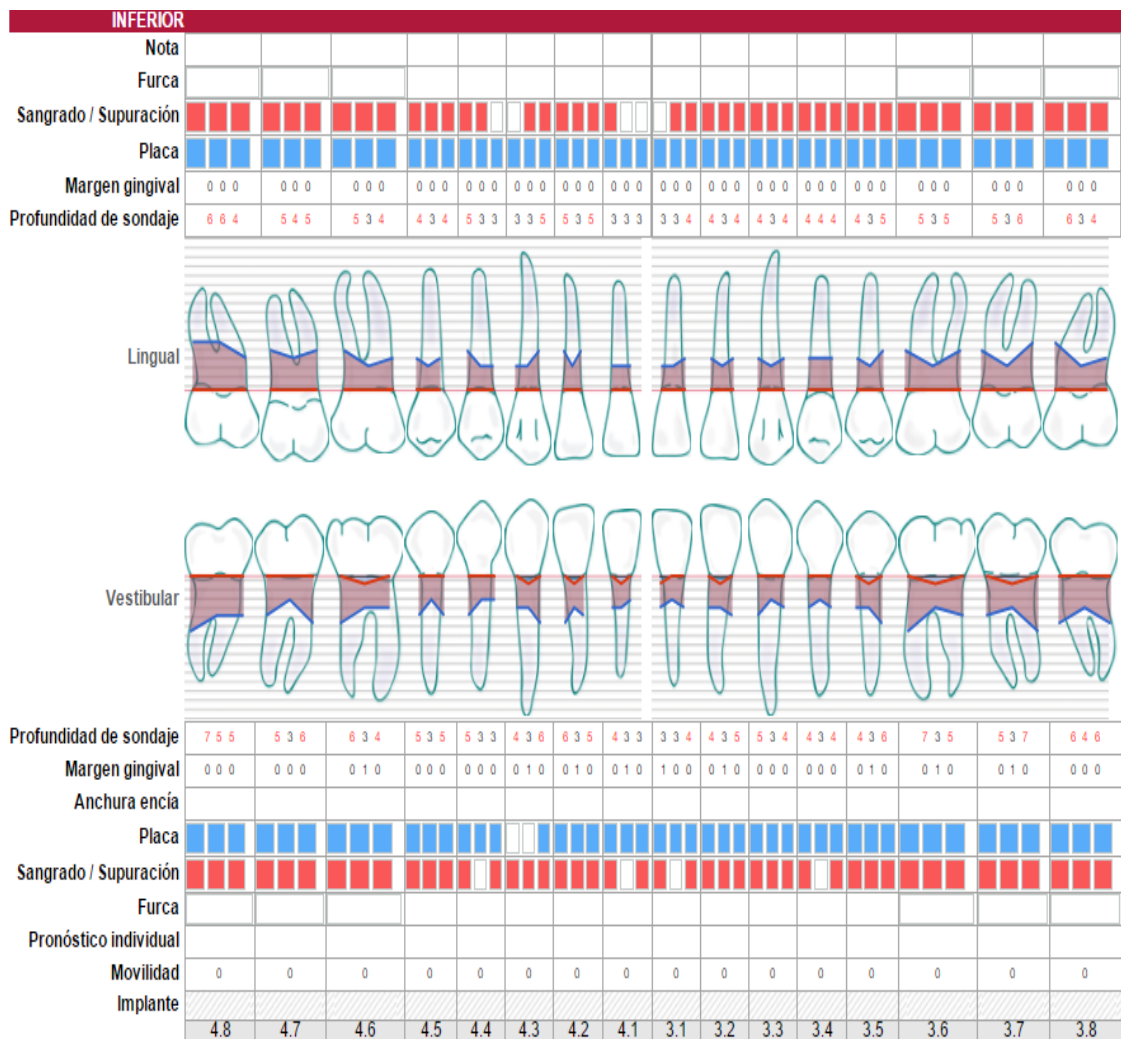 INFERIOR
Nota
Furca
Sangrado / Supuración
Placa
Margen gingival 0 0 0 0 0 0 0 0 0 0 0 0 0 0 0 0 0 0 0 0 0 0 0 0 0 0 0 0 0 0 0 0 0 0 0 0 0 0 0 0 0 0 0 0 0 0 0 0
Profundidad de sondaje 6 6 4 5 4 5 5 3 4 4 3 4 5 3 3 3 3 5 5 3 5 3 3 3 3 3 4 4 3 4 4 3 4 4 4 4 4 3 5 5 3 5 5 3 6 6 3 4
Lingual
Vestibular
Profundidad de sondaje 7 5 5 5 3 6 6 3 4 5 3 5 5 3 3 4 3 6 6 3 5 4 3 3 3 3 4 4 3 5 5 3 4 4 3 4 4 3 6 7 3 5 5 3 7 6 4 6
Margen gingival 0 0 0 0 0 0 0 1 0 0 0 0 0 0 0 0 1 0 0 1 0 0 1 0 1 0 0 0 1 0 0 0 0 0 0 0 0 1 0 0 1 0 0 1 0 0 0 0
Anchura encía
Placa
Sangrado / Supuración
Furca
Pronóstico individual
Movilidad 0 0 0 0 0 0 0 0 0 0 0 0 0 0 0 0
Implante
4.8 4.7 4.6 4.5 4.4 4.3 4.2 4.1 3.1 3.2 3.3 3.4 3.5 3.6 3.7 3.8